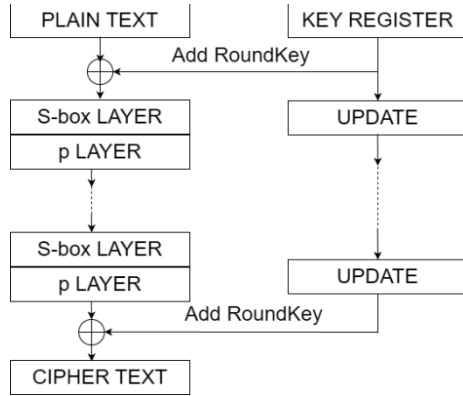 PLAIN TEXT
KEY REGISTER
Add RoundKey
S-box LAYER
UPDATE
p LAYER
S-box LAYER
UPDATE
p LAYER
Add RoundKey
CIPHER TEXT